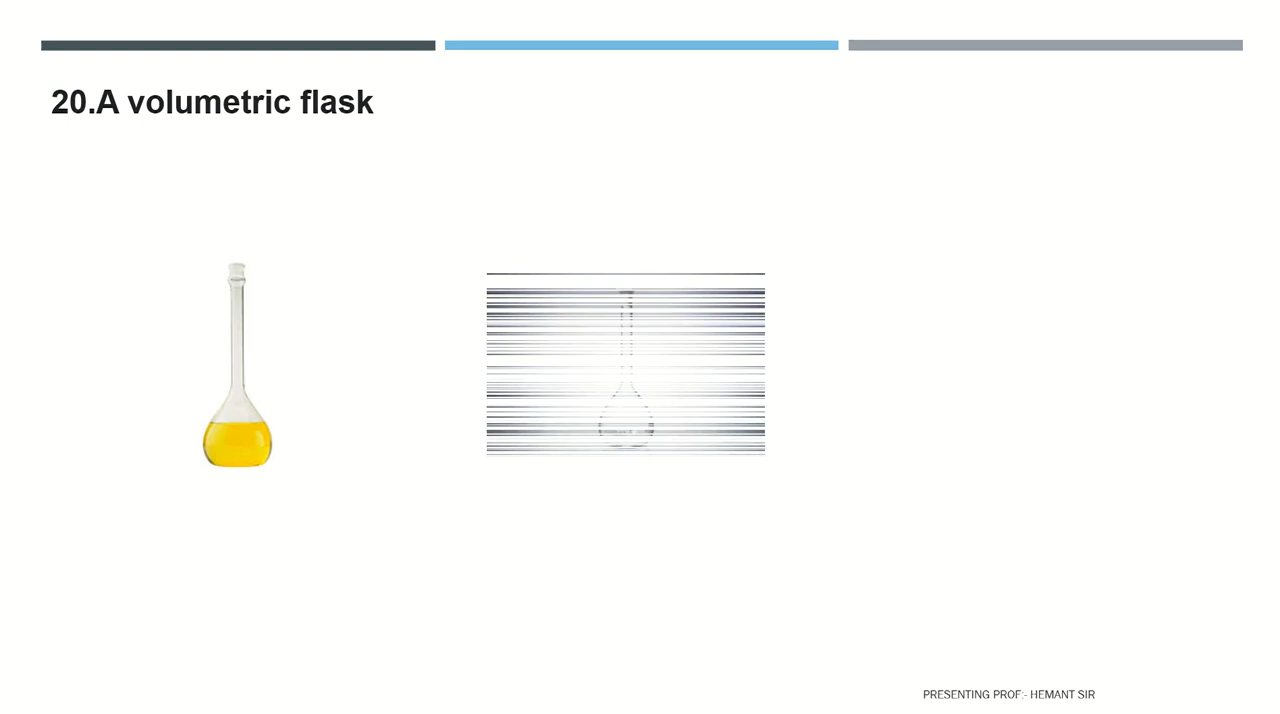 20.A volumetric flask
PRESENTING PROF:- HEMANT SIR